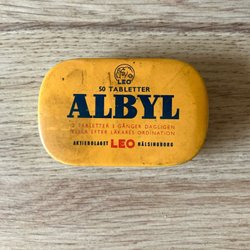 LEO
50 TABLETTER
ALBYL
2 TABLETTER 3 GÅNGER DAGLIGEN
ELLER EFTER LÄKARES ORDINATION
AKTIEBOLAGET LEO HÄLSINGBORG